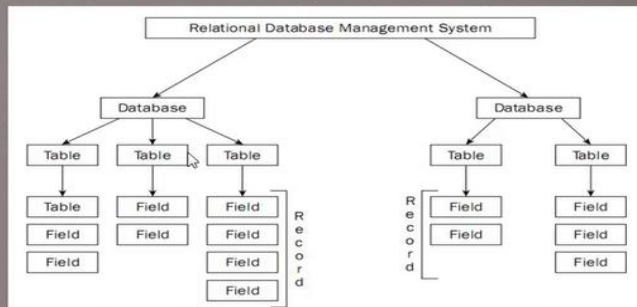 Relational Database Management System
Database Database
Table Table Table Table Table
Table Field Field Field Field
Field Field Field Field Field
Field Field Field
Field
Record
Record